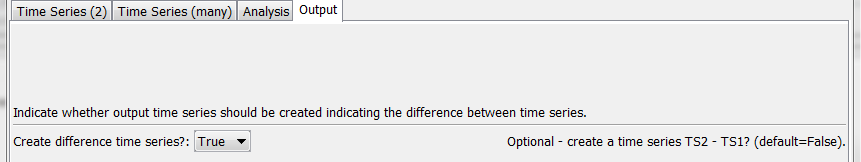 Time Series (2) Time Series (many) Analysis Output
Indicate whether output time series should be created indicating the difference between time series.
Create difference time series?: True Optional - create a time series TS2 - TS1? (default=False).